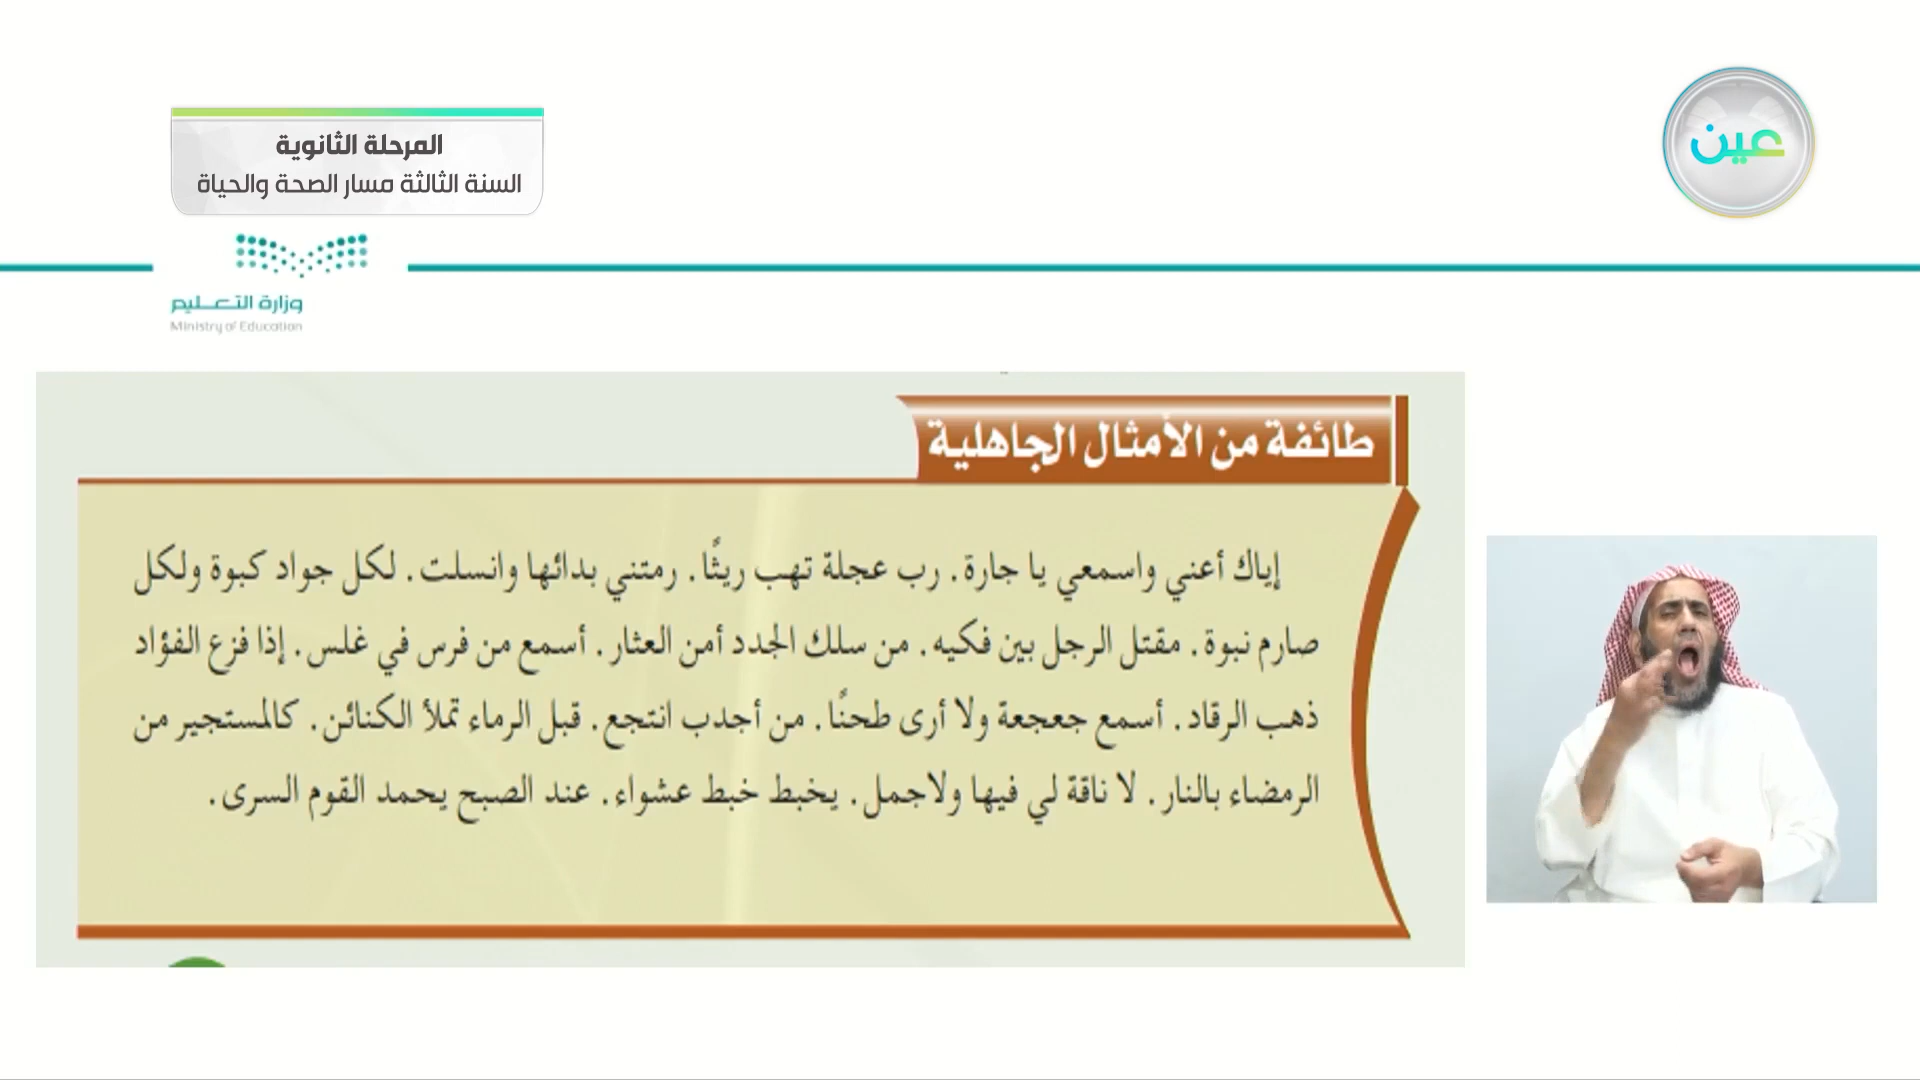 عين
المرحلة الثانوية
السنة الثالثة مسار الصحة والحياة
وزارة التعليم
Ministry of Education
طائفة من الأمثال الجاهلية
إياك أعني واسمعي يا جارة. رب عجلة تهب ريثًا. رمتني بدائها وانسلت. لكل جواد كبوة ولكل
صارم نبوة. مقتل الرجل بين فكيه. من سلك الجدد أمن العثار. أسمع من فرس في غلس. إذا فزع الفؤاد
ذهب الرقاد. أسمع جعجعة ولا أرى طحنًا. من أجدب انتجع. قبل الرماء تملأ الكنائن. كالمستجير من
الرمضاء بالنار. لا ناقة لي فيها ولاجمل. يخبط خبط عشواء. عند الصبح يحمد القوم السرى.